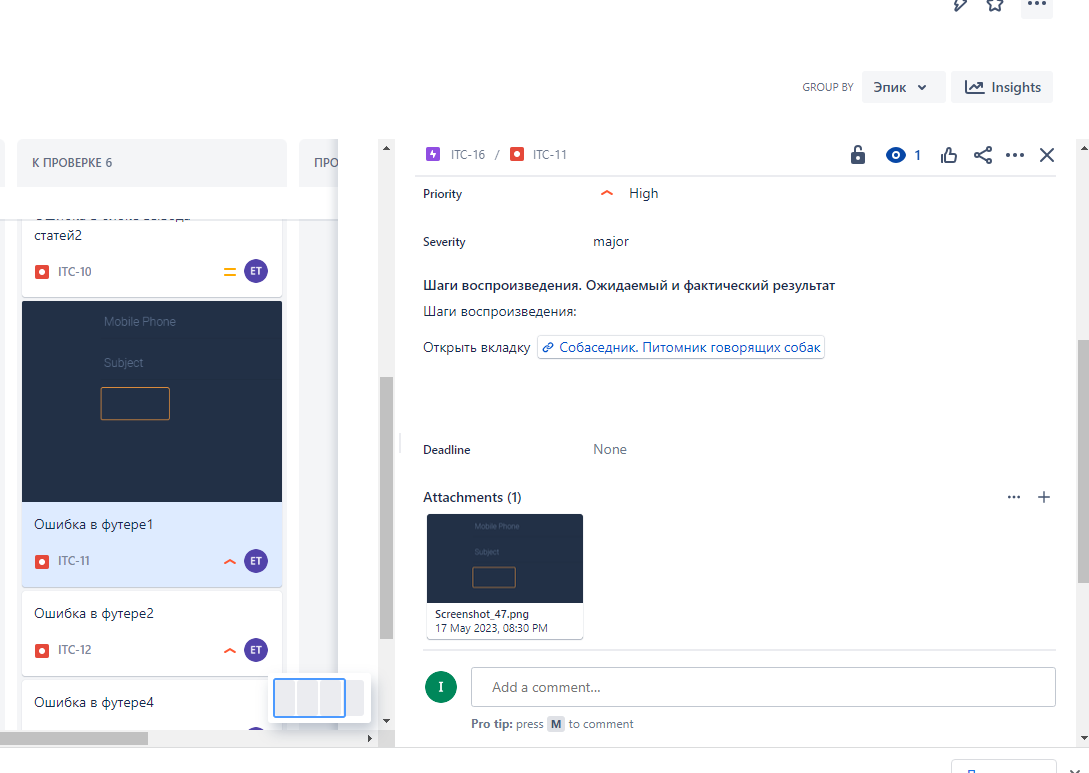 GROUP BY
Эпик
Insights
К ПРОВЕРКЕ 6
ПРО
Ошибка в блоке вывода
статей2
ITC-10
ET
Mobile Phone
Subject
Ошибка в футере1
ITC-11
ET
Ошибка в футере2
ITC-12
ET
Ошибка в футере4
ITC-16 / ITC-11
1
Priority
High
Severity
major
Шаги воспроизведения. Ожидаемый и фактический результат
Шаги воспроизведения:
Открыть вкладку Собаседник. Питомник говорящих собак
Deadline
None
Attachments (1)
Mobile Phone
Subject
Screenshot_47.png
17 May 2023, 08:30 PM
I
Add a comment...
Pro tip: press M to comment